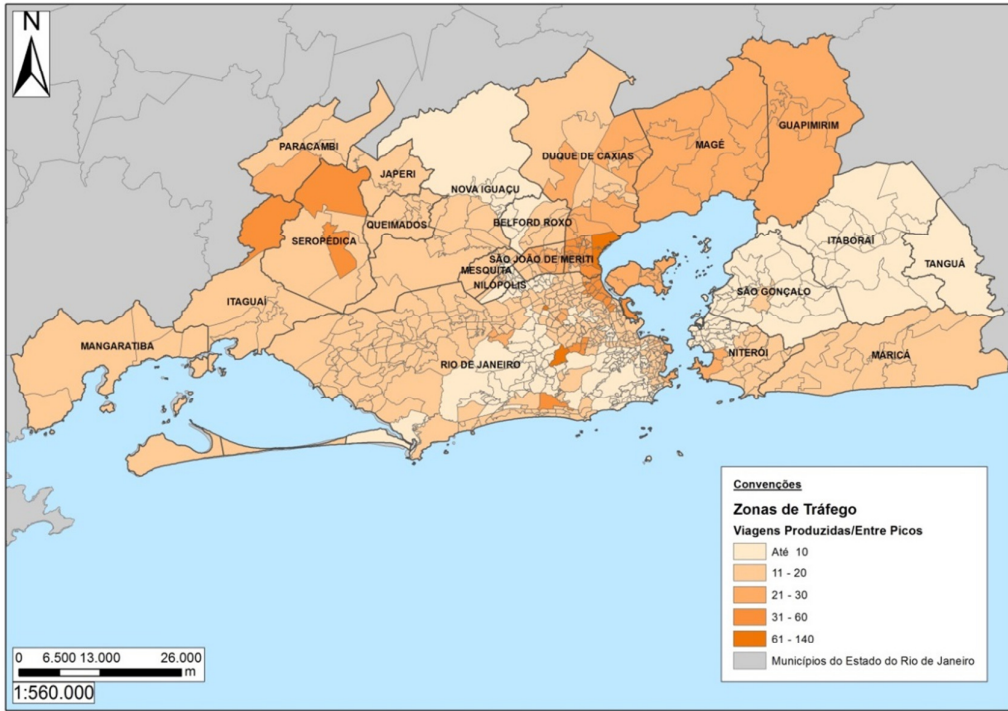 N
GUAPIMIRIM
MAGÉ
PARACAMBI
DUQUE DE CAXIAS
JAPERI
NOVA IGUAÇU
BELFORD ROXO
QUEIMADOS
SEROPÉDICA
ITABORAÍ
SÃO JOÃO DE MERITI
TANGUÁ
MESQUITA
NILÓPOLIS
SÃO GONÇALO
ITAGUAÍ
MANGARATIBA
NITERÓI
MARICÁ
RIO DE JANEIRO
Convenções
Zonas de Tráfego
Viagens Produzidas/Entre Picos
Até 10
11 - 20
21 - 30
31 - 60
61 - 140
Municípios do Estado do Rio de Janeiro
0 6.500 13.000 26.000
m
1:560.000